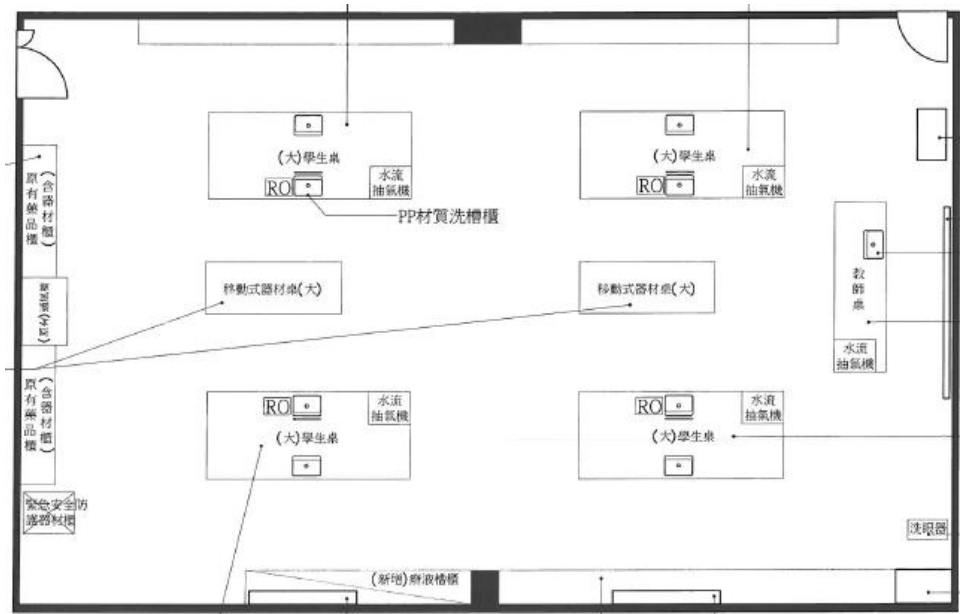 (大)學生桌
RO
水流
抽氣機
PP材質洗槽櫃
(大)學生桌
RO
水流
抽氣機
原有藥品櫃
(含器材櫃)
移動式器材桌(大)
移動式器材桌(大)
教師桌
水流
抽氣機
原有藥品櫃
(含器材櫃)
RO
水流
抽氣機
(大)學生桌
RO
水流
抽氣機
(大)學生桌
緊急安全防
護器材櫃
洗眼器
(新增)廢液槽櫃